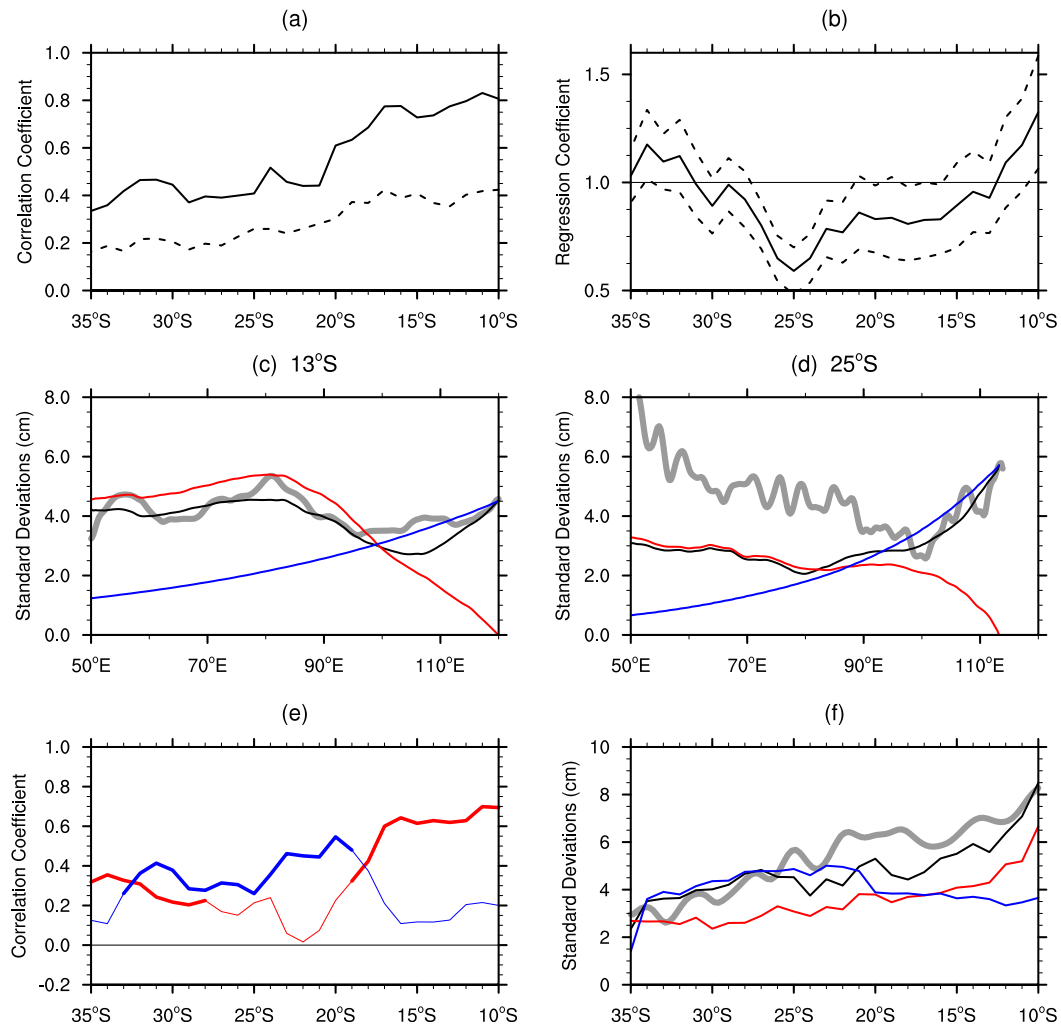 (a)
(b)
Correlation Coefficient
1.0
0.8
0.6
0.4
0.2
0.0
35°S 30°S 25°S 20°S 15°S 10°S
Regression Coefficient
1.5
1.0
0.5
35°S 30°S 25°S 20°S 15°S 10°S
(c) 13°S
(d) 25°S
Standard Deviations (cm)
8.0
6.0
4.0
2.0
0.0
50°E 70°E 90°E 110°E
Standard Deviations (cm)
8.0
6.0
4.0
2.0
0.0
50°E 70°E 90°E 110°E
(e)
(f)
Correlation Coefficient
1.0
0.8
0.6
0.4
0.2
0.0
-0.2
35°S 30°S 25°S 20°S 15°S 10°S
Standard Deviations (cm)
10
8
6
4
2
0
35°S 30°S 25°S 20°S 15°S 10°S